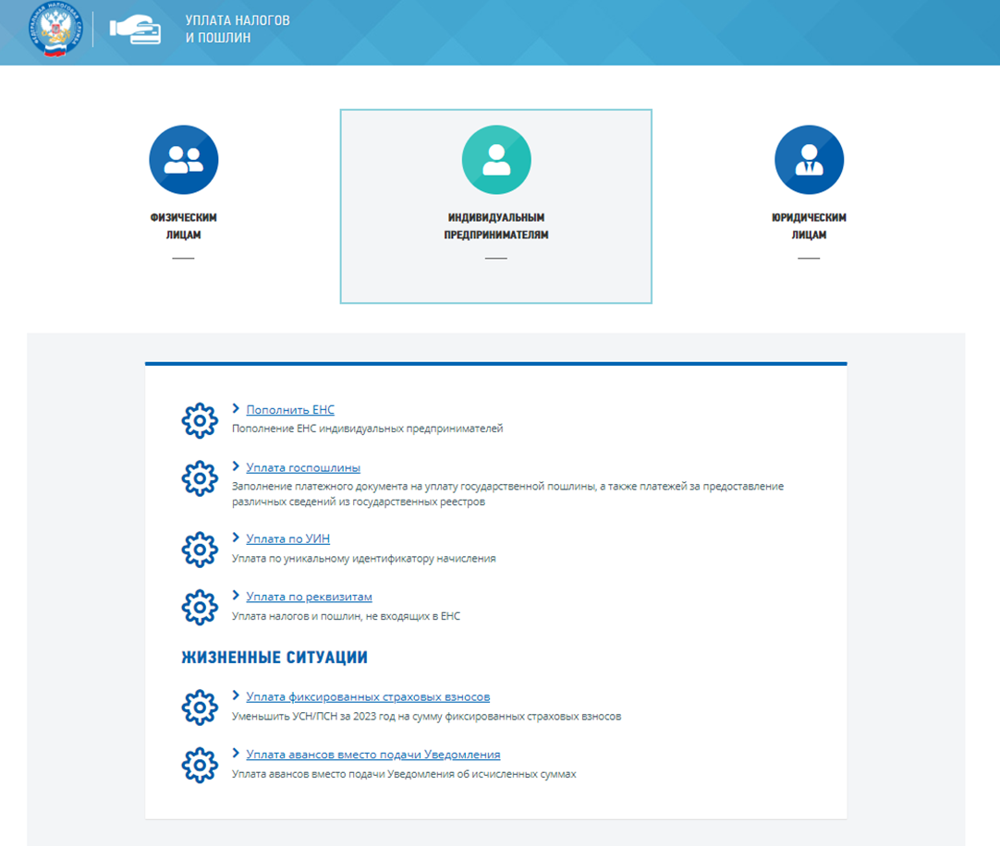 ФЕДЕРАЛЬНАЯ НАЛОГОВАЯ СЛУЖБА
УПЛАТА НАЛОГОВ
И ПОШЛИН
ФИЗИЧЕСКИМ
ЛИЦАМ
ИНДИВИДУАЛЬНЫМ
ПРЕДПРИНИМАТЕЛЯМ
ЮРИДИЧЕСКИМ
ЛИЦАМ
Пополнить ЕНС
Пополнение ЕНС индивидуальных предпринимателей
Уплата госпошлины
Заполнение платежного документа на уплату государственной пошлины, а также платежей за предоставление
различных сведений из государственных реестров
Уплата по УИН
Уплата по уникальному идентификатору начисления
Уплата по реквизитам
Уплата налогов и пошлин, не входящих в ЕНС
ЖИЗНЕННЫЕ СИТУАЦИИ
Уплата фиксированных страховых взносов
Уменьшить УСН/ПСН за 2023 год на сумму фиксированных страховых взносов
Уплата авансов вместо подачи Уведомления
Уплата авансов вместо подачи Уведомления об исчисленных суммах